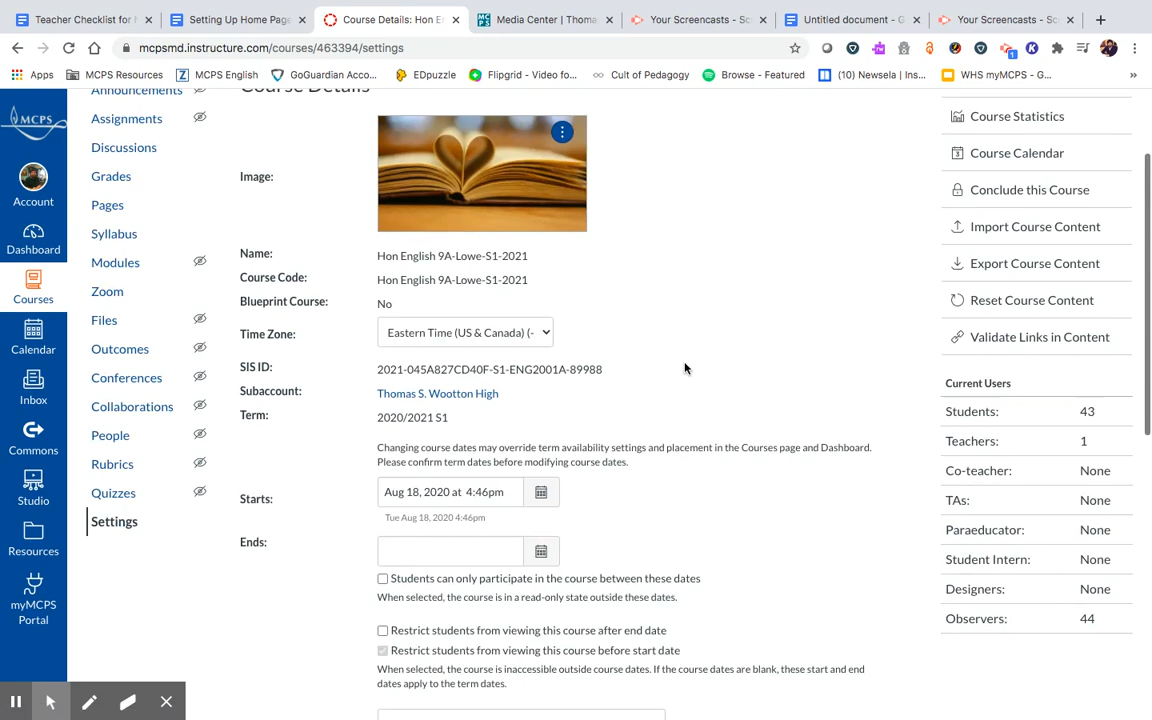 Teacher Checklist for
Setting Up Home Page
Course Details: Hon E
Media Center | Thoma
Your Screencasts - Sc
Untitled document - G
Your Screencasts - Sc
mcpsmd.instructure.com/courses/463394/settings
1
Apps
MCPS Resources
MCPS English
GoGuardian Acco...
EDpuzzle
Flipgrid - Video fo...
Cult of Pedagogy
Browse - Featured
(10) Newsela | Ins...
WHS myMCPS - G...
»
MCPS
Account
Dashboard
Courses
Calendar
Inbox
Commons
Studio
Resources
myMCPS
Portal
Announcements
Assignments
Discussions
Grades
Pages
Syllabus
Modules
Zoom
Files
Outcomes
Conferences
Collaborations
People
Rubrics
Quizzes
Settings
Course Details
Image:
Name: Hon English 9A-Lowe-S1-2021
Course Code: Hon English 9A-Lowe-S1-2021
Blueprint Course: No
Time Zone: Eastern Time (US & Canada) (-
SIS ID: 2021-045A827CD40F-S1-ENG2001A-89988
Subaccount: Thomas S. Wootton High
Term: 2020/2021 S1
Changing course dates may override term availability settings and placement in the Courses page and Dashboard.
Please confirm term dates before modifying course dates.
Starts: Aug 18, 2020 at 4:46pm
Tue Aug 18, 2020 4:46pm
Ends:
Students can only participate in the course between these dates
When selected, the course is in a read-only state outside these dates.
Restrict students from viewing this course after end date
Restrict students from viewing this course before start date
When selected, the course is inaccessible outside course dates. If the course dates are blank, these start and end
dates apply to the term dates.
Course Statistics
Course Calendar
Conclude this Course
Import Course Content
Export Course Content
Reset Course Content
Validate Links in Content
Current Users
Students: 43
Teachers: 1
Co-teacher: None
TAs: None
Paraeducator: None
Student Intern: None
Designers: None
Observers: 44